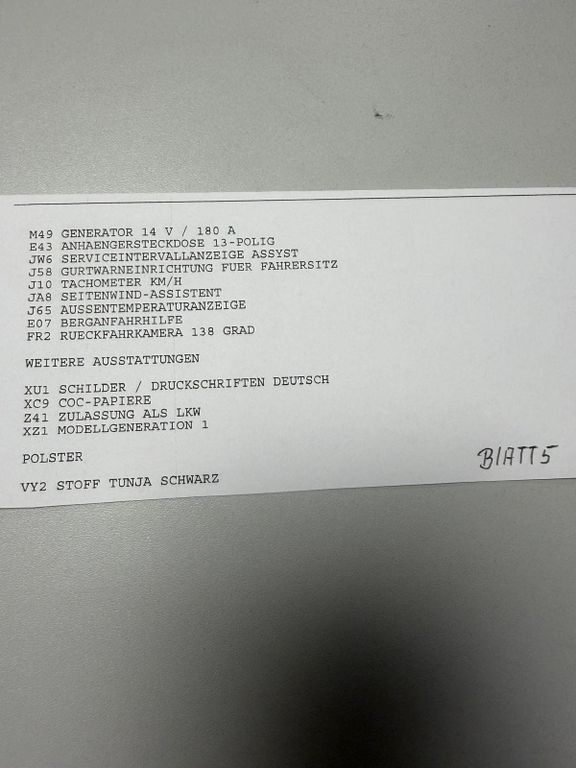 M49 GENERATOR 14 V / 180 A
E43 ANHAENGERSTECKDOSE 13-POLIG
JW6 SERVICEINTERVALLANZEIGE ASSYST
J58 GURTWARNEINRICHTUNG FUER FAHRERSITZ
J10 TACHOMETER KM/H
JA8 SEITENWIND-ASSISTENT
J65 AUSSENTEMPERATURANZEIGE
E07 BERGANFAHRHILFE
FR2 RUECKFAHRKAMERA 138 GRAD
WEITERE AUSSTATTUNGEN
XU1 SCHILDER / DRUCKSCHRIFTEN DEUTSCH
XC9 COC-PAPIERE
Z41 ZULASSUNG ALS LKW
XZ1 MODELLGENERATION 1
POLSTER
VY2 STOFF TUNJA SCHWARZ
BlATT 5